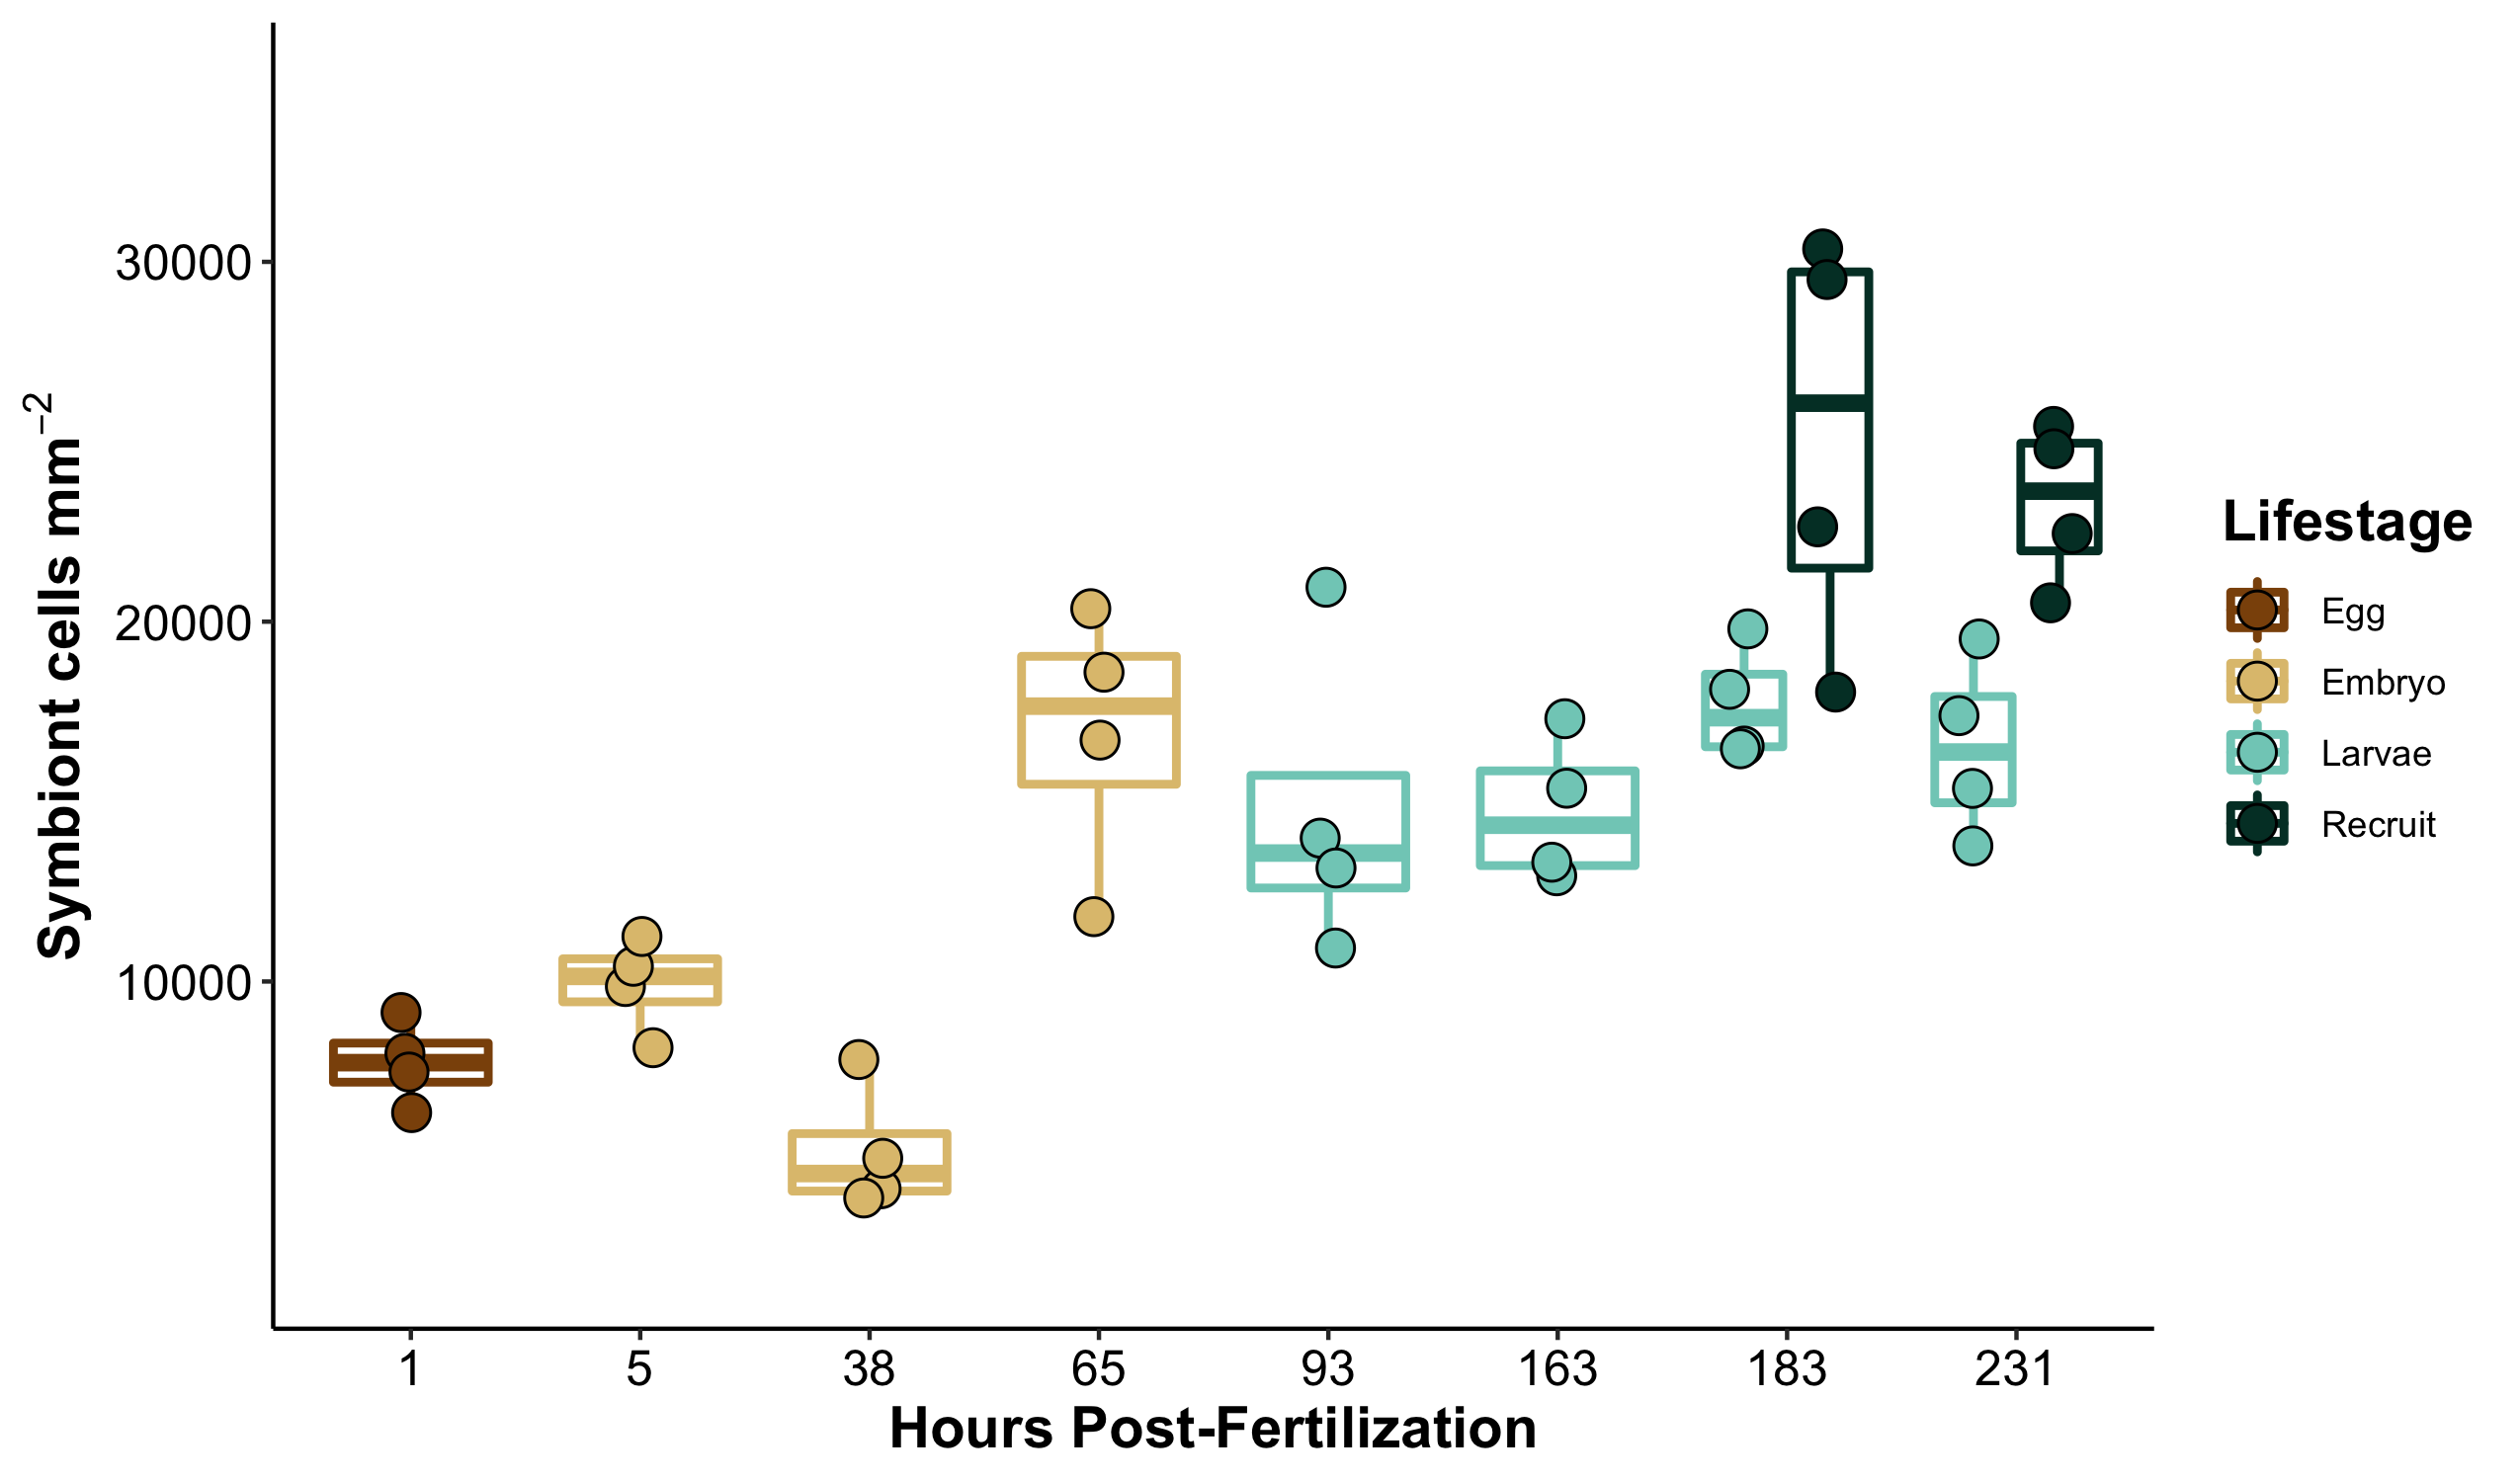 Symbiont cells mm⁻²
30000
20000
10000
1 5 38 65 93 163 183 231
Hours Post-Fertilization
Lifestage
Egg
Embryo
Larvae
Recruit